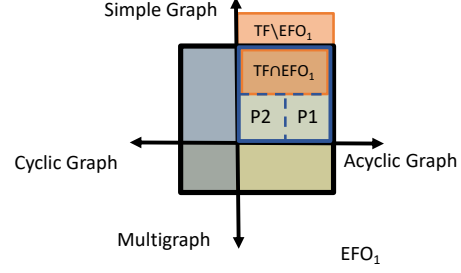 Simple Graph
TF\EFO₁
TF∩EFO₁
P2 P1
Cyclic Graph
Acyclic Graph
Multigraph
EFO₁